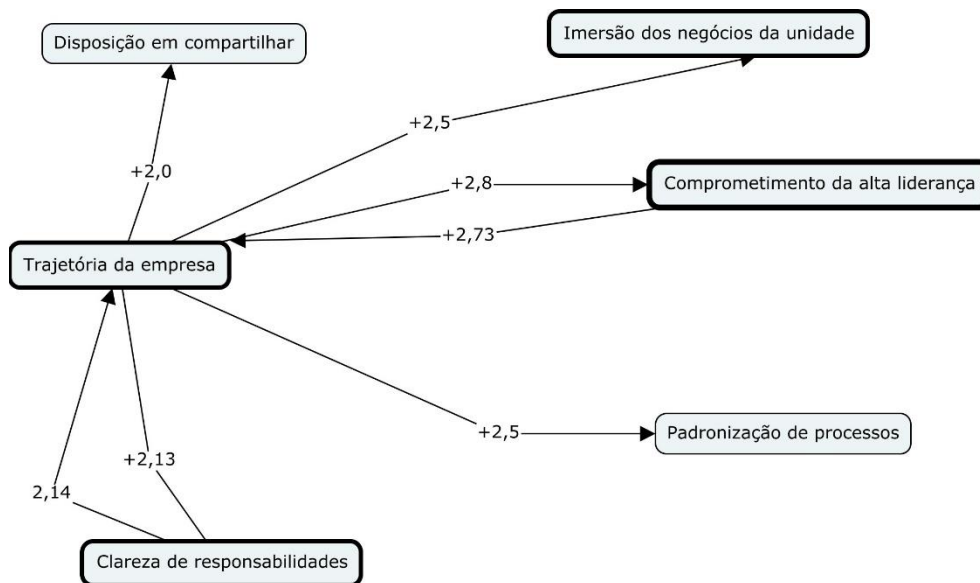 Disposição em compartilhar
Imersão dos negócios da unidade
+2,5
+2,0
+2,8
Comprometimento da alta liderança
+2,73
Trajetória da empresa
+2,5
Padronização de processos
+2,13
2,14
Clareza de responsabilidades